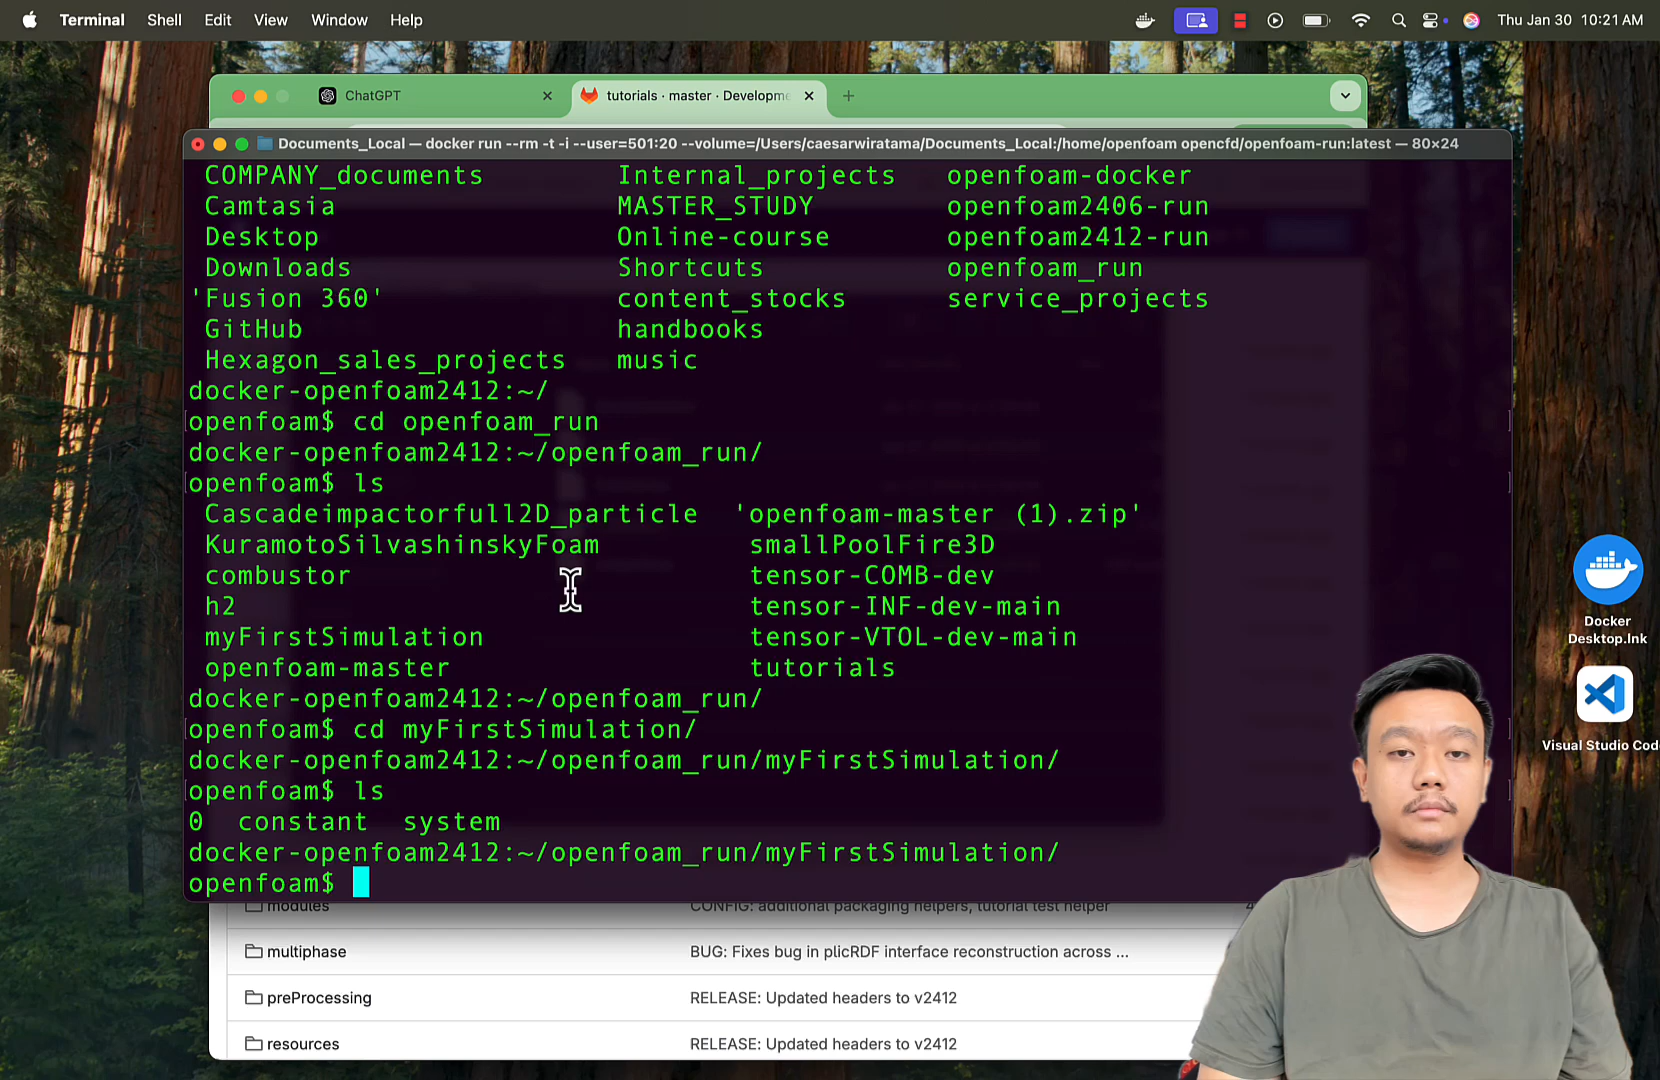 Terminal Shell Edit View Window Help Thu Jan 30 10:21 AM
ChatGPT tutorials · master · Developme
Documents_Local — docker run --rm -t -i --user=501:20 --volume=/Users/caesarwiratama/Documents_Local:/home/openfoam opencfd/openfoam-run:latest — 80×24
COMPANY_documents Internal_projects openfoam-docker
Camtasia MASTER_STUDY openfoam2406-run
Desktop Online-course openfoam2412-run
Downloads Shortcuts openfoam_run
'Fusion 360' content_stocks service_projects
GitHub handbooks
Hexagon_sales_projects music
docker-openfoam2412:~/
openfoam$ cd openfoam_run
docker-openfoam2412:~/openfoam_run/
openfoam$ ls
Cascadeimpactorfull2D_particle 'openfoam-master (1).zip'
KuramotoSilvashinskyFoam smallPoolFire3D
combustor tensor-COMB-dev
h2 tensor-INF-dev-main
myFirstSimulation tensor-VTOL-dev-main
openfoam-master tutorials
docker-openfoam2412:~/openfoam_run/
openfoam$ cd myFirstSimulation/
docker-openfoam2412:~/openfoam_run/myFirstSimulation/
openfoam$ ls
0 constant system
docker-openfoam2412:~/openfoam_run/myFirstSimulation/
openfoam$
modules CONFIG: additional packaging helpers, tutorial test helper
multiphase BUG: Fixes bug in plicRDF interface reconstruction across ...
preProcessing RELEASE: Updated headers to v2412
resources RELEASE: Updated headers to v2412
Docker
Desktop.lnk
Visual Studio Cod